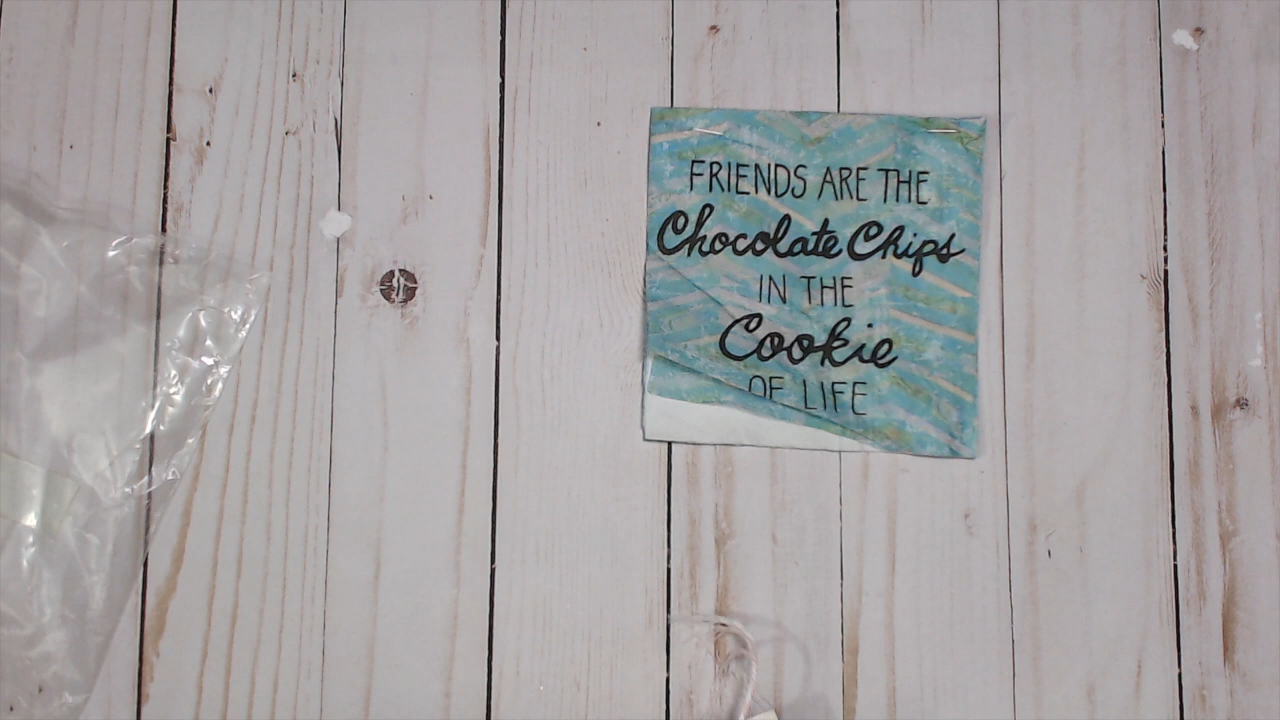 FRIENDS ARE THE
Chocolate Chips
IN THE
Cookie
OF LIFE